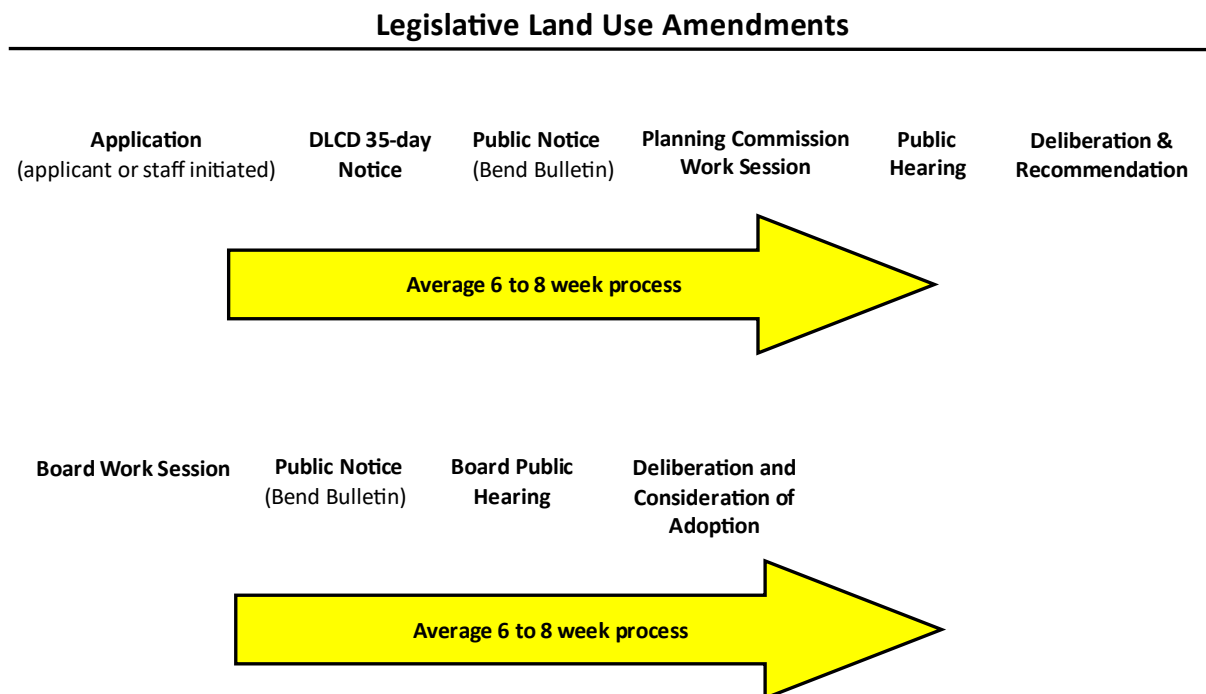 Legislative Land Use Amendments
Application
(applicant or staff initiated)
DLCD 35-day
Notice
Public Notice
(Bend Bulletin)
Planning Commission
Work Session
Public
Hearing
Deliberation &
Recommendation
Average 6 to 8 week process
Board Work Session
Public Notice
(Bend Bulletin)
Board Public
Hearing
Deliberation and
Consideration of
Adoption
Average 6 to 8 week process